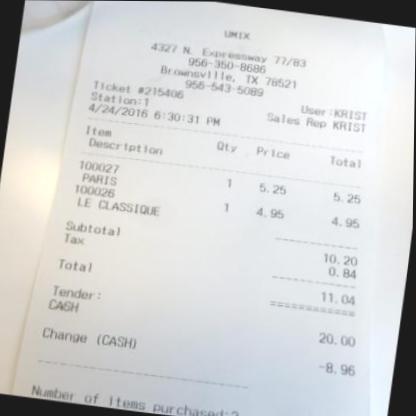 UMIX
4327 N. Expressway 77/83
956-350-8686
Brownsville, TX 78521
956-543-5089
Ticket #215406 User:KRIST
Station:1 Sales Rep KRIST
4/24/2016 6:30:31 PM
Item
Description Qty Price Total
100027
PARIS 1 5.25 5.25
100026
LE CLASSIQUE 1 4.95 4.95
Subtotal 10.20
Tax 0.84
Total 11.04
Tender:
CASH 20.00
Change (CASH) -8.96
Number of Items purchased:2